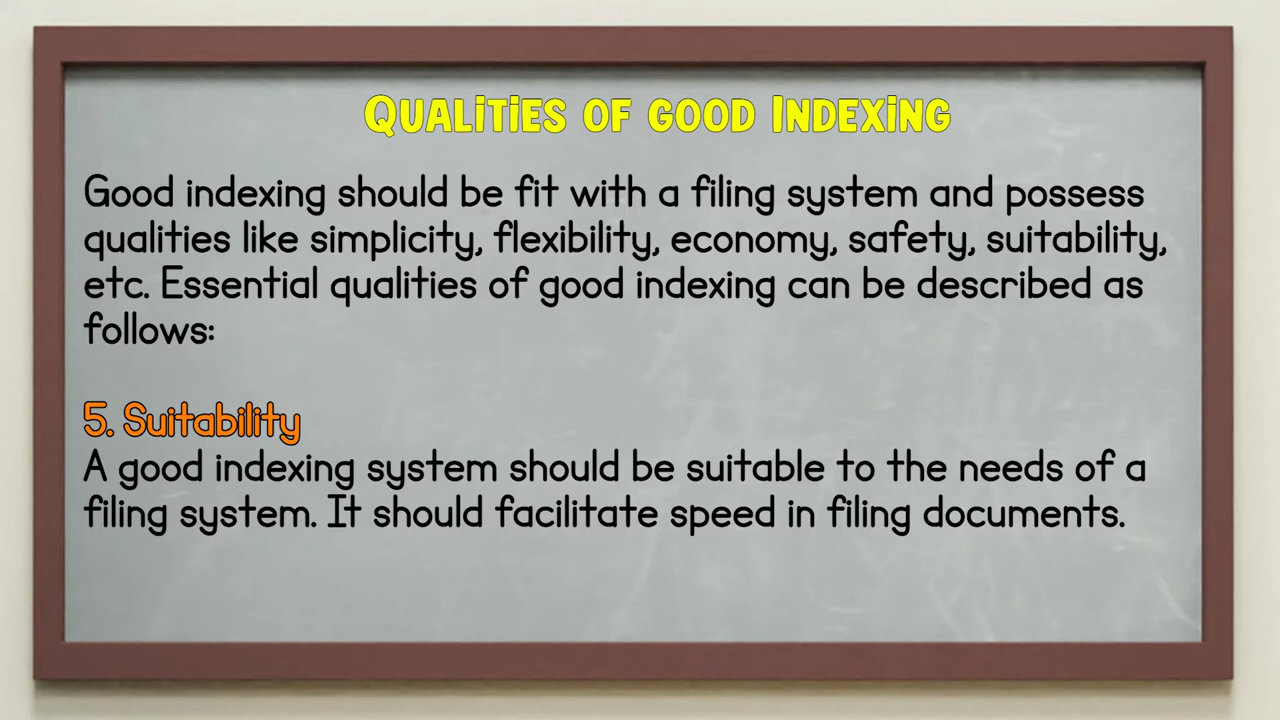 Qualities of good Indexing
Good indexing should be fit with a filing system and possess
qualities like simplicity, flexibility, economy, safety, suitability,
etc. Essential qualities of good indexing can be described as
follows:
5. Suitability
A good indexing system should be suitable to the needs of a
filing system. It should facilitate speed in filing documents.